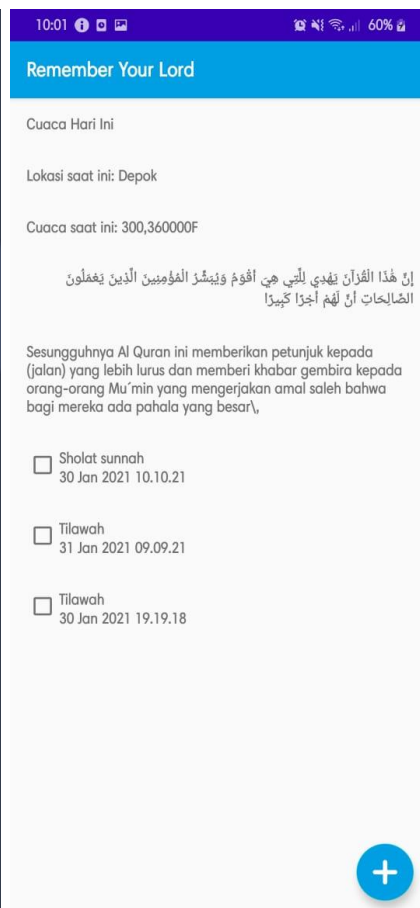 10:01 60%
Remember Your Lord
Cuaca Hari Ini
Lokasi saat ini: Depok
Cuaca saat ini: 300,360000F
إِنَّ هَٰذَا الْقُرْآنَ يَهْدِي لِلَّتِي هِيَ أَقْوَمُ وَيُبَشِّرُ الْمُؤْمِنِينَ الَّذِينَ يَعْمَلُونَ
الصَّالِحَاتِ أَنَّ لَهُمْ أَجْرًا كَبِيرًا
Sesungguhnya Al Quran ini memberikan petunjuk kepada
(jalan) yang lebih lurus dan memberi khabar gembira kepada
orang-orang Mu´min yang mengerjakan amal saleh bahwa
bagi mereka ada pahala yang besar\,
Sholat sunnah
30 Jan 2021 10.10.21
Tilawah
31 Jan 2021 09.09.21
Tilawah
30 Jan 2021 19.19.18